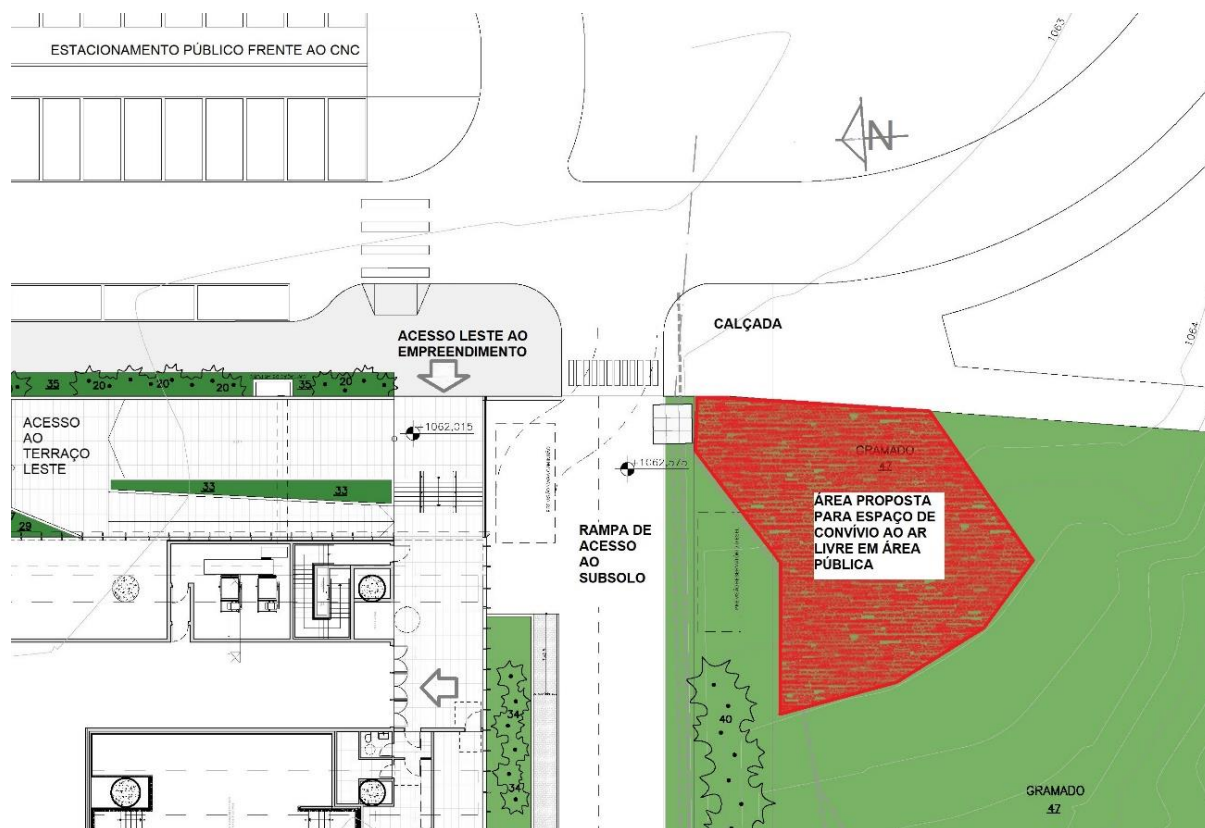 ESTACIONAMENTO PÚBLICO FRENTE AO CNC
1063
N
ACESSO LESTE AO
EMPREENDIMENTO
CALÇADA
1064
35
20
20
20
35
20
ACESSO
AO
TERRAÇO
LESTE
1062,015
+1062,575
33
33
29
GRAMADO
47
ÁREA PROPOSTA
PARA ESPAÇO DE
CONVÍVIO AO AR
LIVRE EM ÁREA
PÚBLICA
RAMPA DE
ACESSO
AO
SUBSOLO
34
34
40
GRAMADO
47